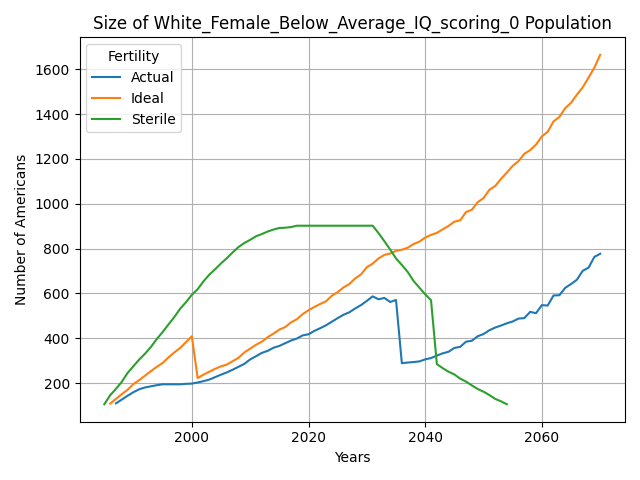 Size of White_Female_Below_Average_IQ_scoring_0 Population
Fertility
Actual
Ideal
Sterile
1600
1400
1200
1000
800
600
400
200
Number of Americans
2000
2020
2040
2060
Years